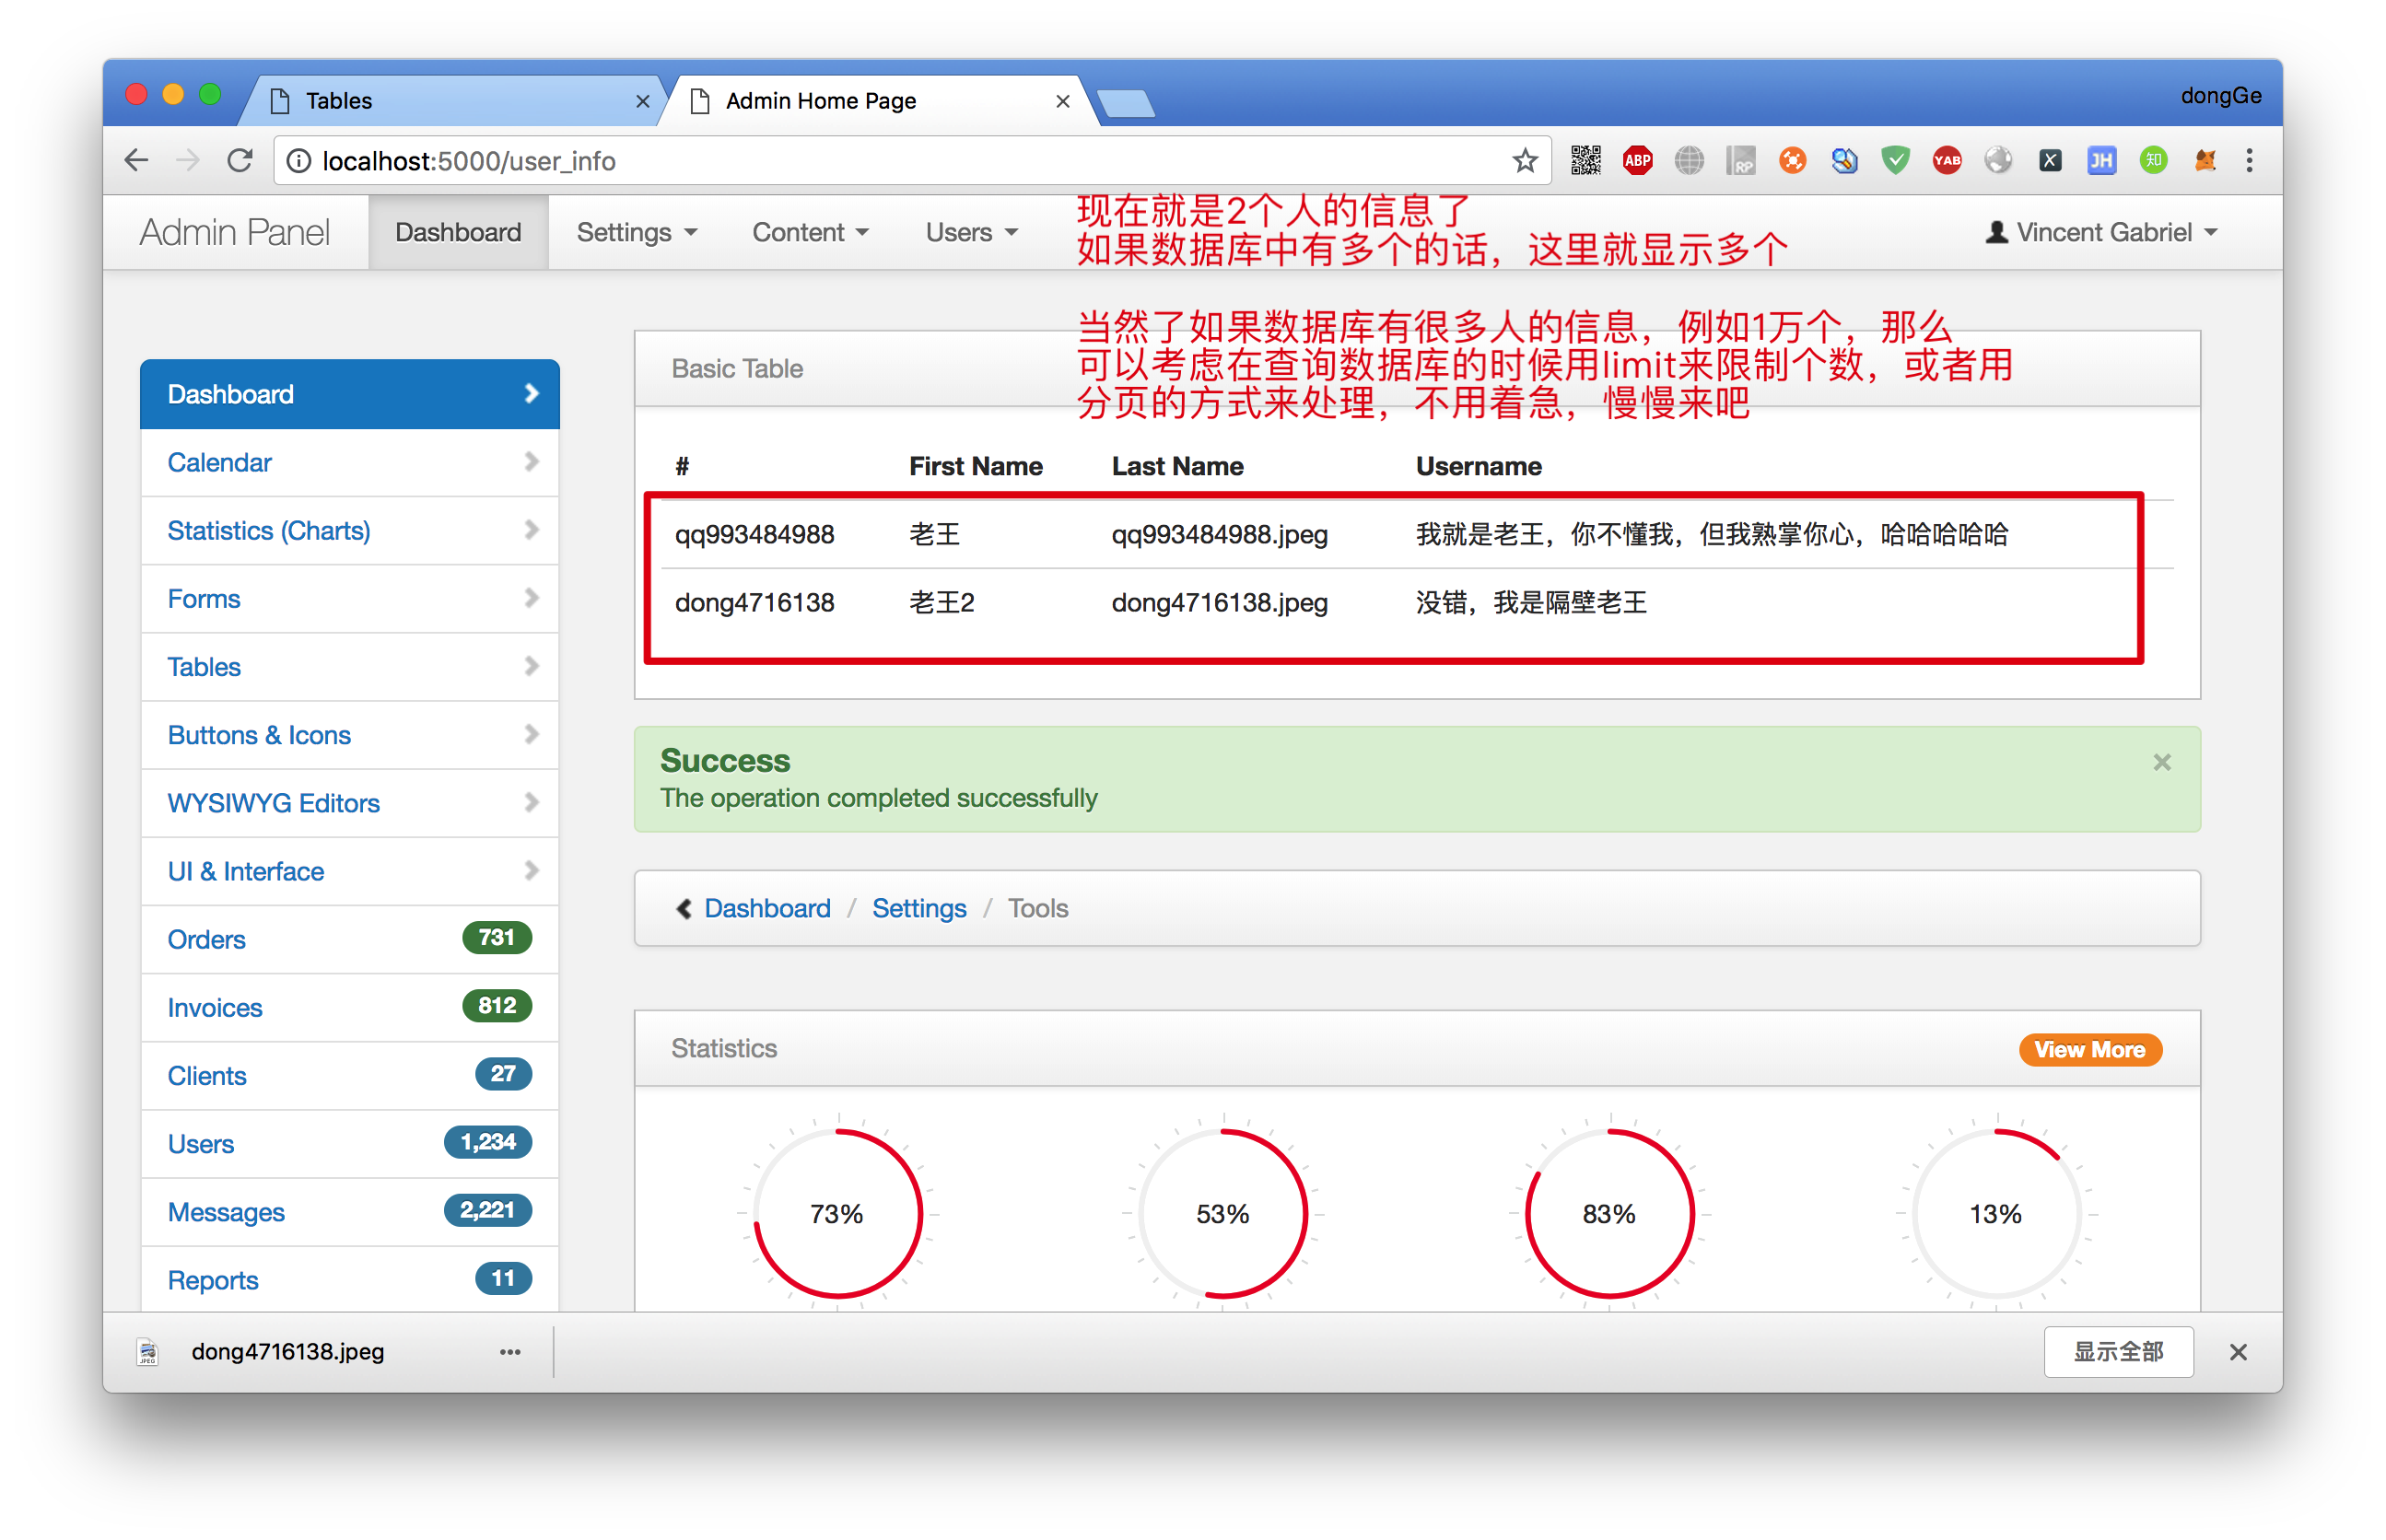 Tables
Admin Home Page
dongGe
localhost:5000/user_info
ABP
RP
YAB
X
JH
知
Admin Panel
Dashboard
Settings
Content
Users
现在就是2个人的信息了
如果数据库中有多个的话，这里就显示多个
Vincent Gabriel
当然了如果数据库有很多人的信息，例如1万个，那么
可以考虑在查询数据库的时候用limit来限制个数，或者用
分页的方式来处理，不用着急，慢慢来吧
Dashboard
Calendar
Statistics (Charts)
Forms
Tables
Buttons & Icons
WYSIWYG Editors
UI & Interface
Orders 731
Invoices 812
Clients 27
Users 1,234
Messages 2,221
Reports 11
Basic Table
# First Name Last Name Username
qq993484988 老王 qq993484988.jpeg 我就是老王，你不懂我，但我熟掌你心，哈哈哈哈哈
dong4716138 老王2 dong4716138.jpeg 没错，我是隔壁老王
Success
The operation completed successfully
Dashboard / Settings / Tools
Statistics
View More
73% 53% 83% 13%
JPEG
dong4716138.jpeg
显示全部